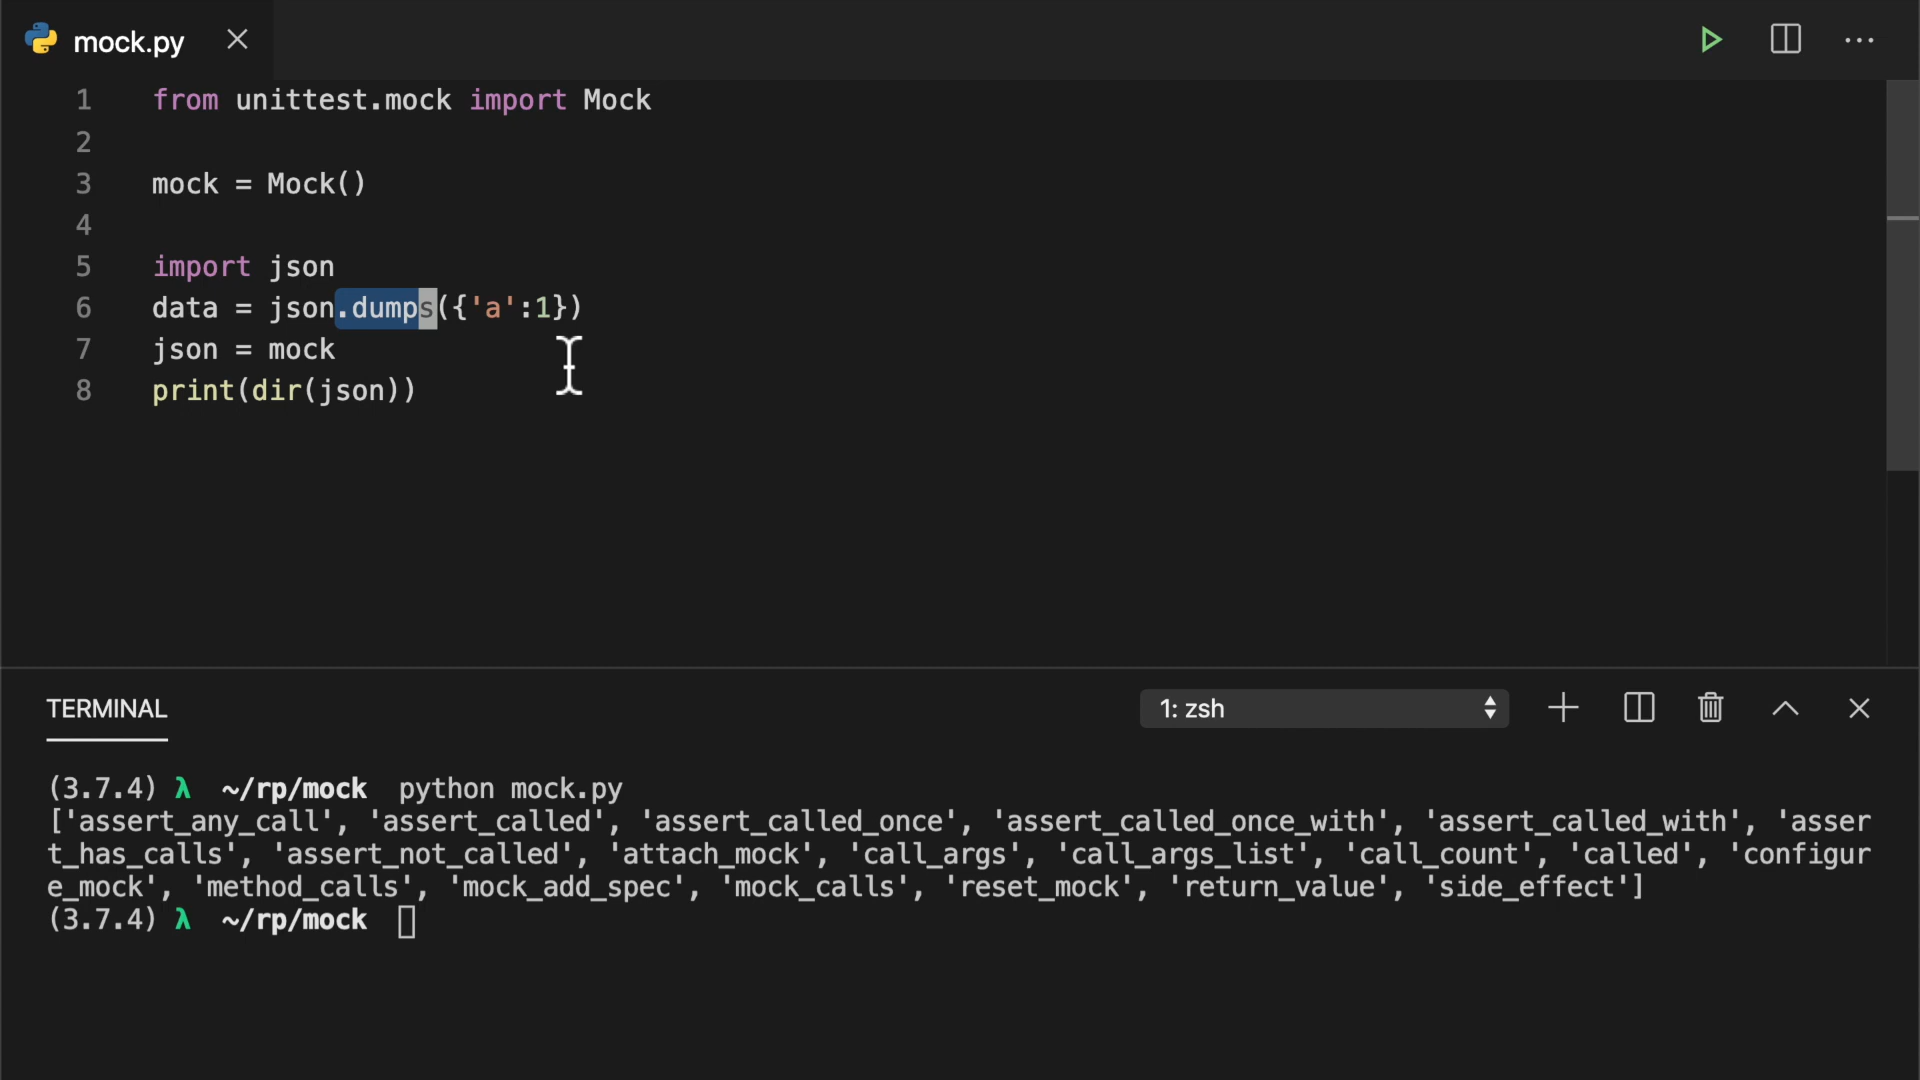 mock.py
1 from unittest.mock import Mock
2
3 mock = Mock()
4
5 import json
6 data = json.dumps({'a':1})
7 json = mock
8 print(dir(json))
TERMINAL
1: zsh
(3.7.4) λ ~/rp/mock python mock.py
['assert_any_call', 'assert_called', 'assert_called_once', 'assert_called_once_with', 'assert_called_with', 'asser
t_has_calls', 'assert_not_called', 'attach_mock', 'call_args', 'call_args_list', 'call_count', 'called', 'configur
e_mock', 'method_calls', 'mock_add_spec', 'mock_calls', 'reset_mock', 'return_value', 'side_effect']
(3.7.4) λ ~/rp/mock